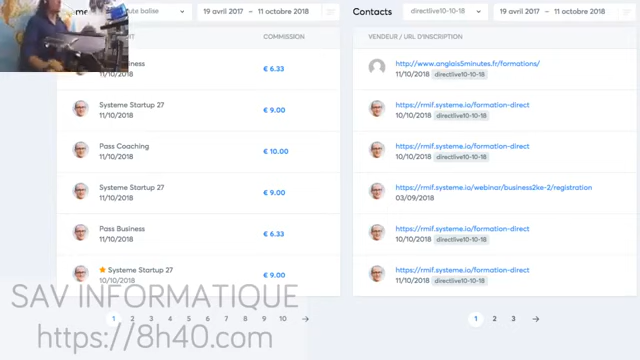 19 avril 2017 → 11 octobre 2018
Contacts
directlive10-10-18
19 avril 2017 → 11 octobre 2018
COMMISSION
VENDEUR / URL D'INSCRIPTION
11/10/2018
€ 6.33
http://www.anglais5minutes.fr/formations/
11/10/2018 directlive10-10-18
Systeme Startup 27
11/10/2018
€ 9.00
https://rmif.systeme.io/formation-direct
10/10/2018 directlive10-10-18
Pass Coaching
11/10/2018
€ 10.00
https://rmif.systeme.io/formation-direct
10/10/2018 directlive10-10-18
Systeme Startup 27
11/10/2018
€ 9.00
https://rmif.systeme.io/webinar/business2ke-2/registration
03/09/2018
Pass Business
11/10/2018
€ 6.33
https://rmif.systeme.io/formation-direct
10/10/2018 directlive10-10-18
Systeme Startup 27
10/10/2018
€ 9.00
https://rmif.systeme.io/formation-direct
11/10/2018 directlive10-10-18
SAV INFORMATIQUE
1 2 3 4 5 6 7 8 9 10 →
1 2 3 →
https://8h40.com